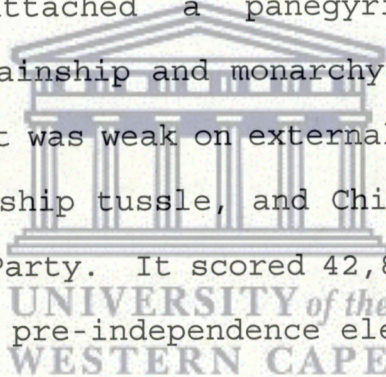 attached a panegyri
ainship and monarchy
t was weak on external
ship tussle, and Chi
Party. It scored 42,8
UNIVERSITY of the
pre-independence ele
WESTERN CAPE